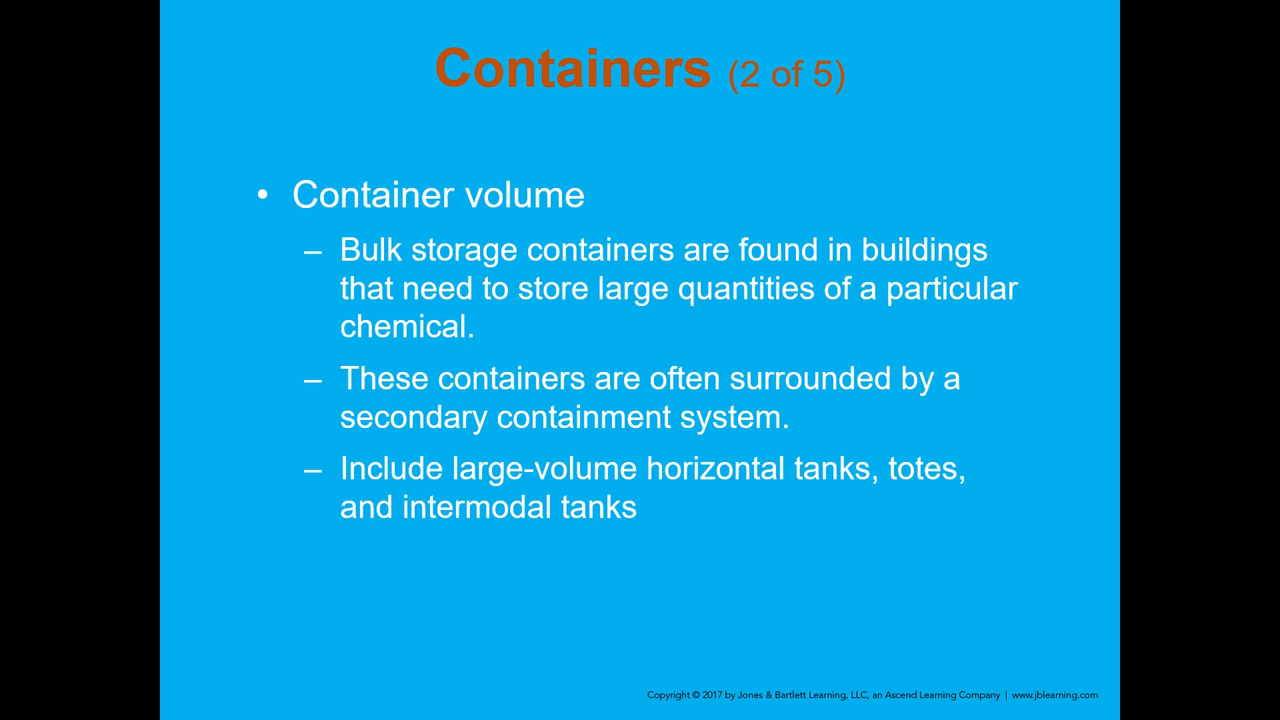 Containers (2 of 5)
• Container volume
– Bulk storage containers are found in buildings
that need to store large quantities of a particular
chemical.
– These containers are often surrounded by a
secondary containment system.
– Include large-volume horizontal tanks, totes,
and intermodal tanks
Copyright © 2017 by Jones & Bartlett Learning, LLC, an Ascend Learning Company | www.jblearning.com